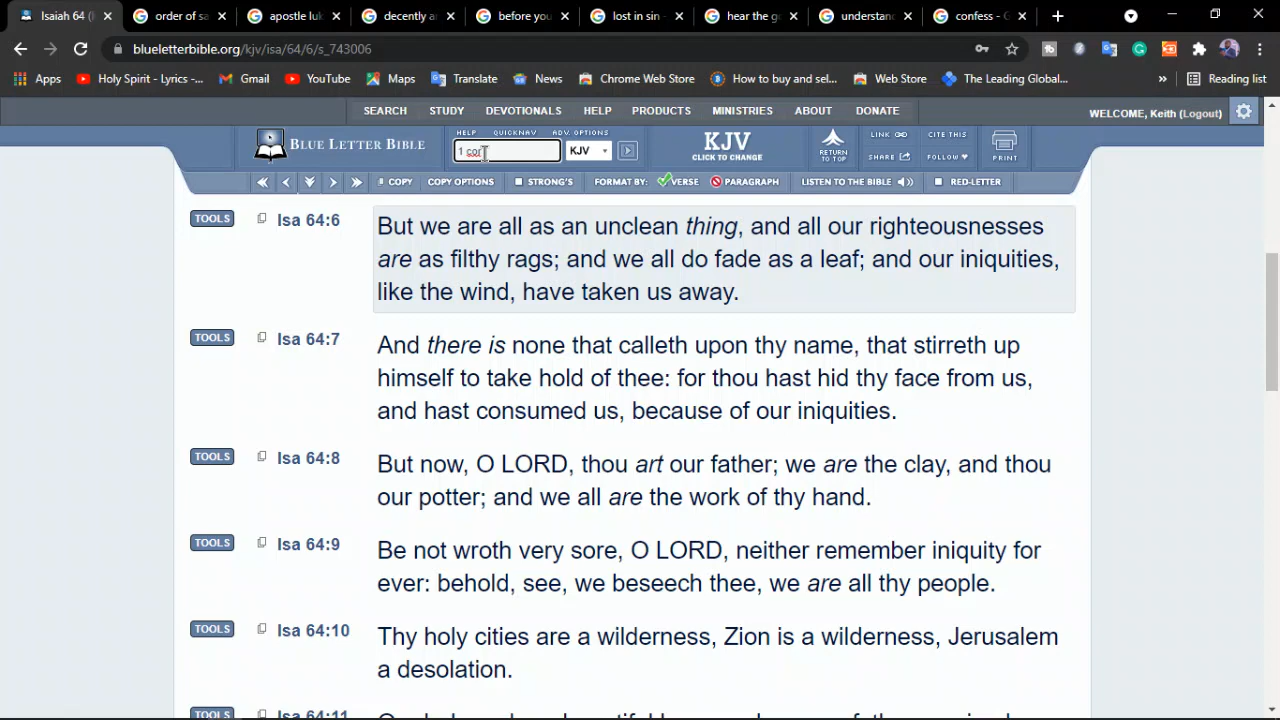 Isaiah 64 (
order of sa
apostle luk
decently a
before you
lost in sin -
hear the g
understan
confess - G
blueletterbible.org/kjv/isa/64/6/s_743006
Apps
Holy Spirit - Lyrics -...
Gmail
YouTube
Maps
Translate
News
Chrome Web Store
How to buy and sel...
Web Store
The Leading Global...
»
Reading list
SEARCH STUDY DEVOTIONALS HELP PRODUCTS MINISTRIES ABOUT DONATE
WELCOME, Keith (Logout)
BLUE LETTER BIBLE
HELP QUICKNAV ADV. OPTIONS
1 cor
KJV
KJV
CLICK TO CHANGE
RETURN
TO TOP
LINK
CITE THIS
SHARE
FOLLOW
PRINT
COPY COPY OPTIONS STRONG'S FORMAT BY: VERSE PARAGRAPH LISTEN TO THE BIBLE RED-LETTER
TOOLS Isa 64:6 But we are all as an unclean thing, and all our righteousnesses
are as filthy rags; and we all do fade as a leaf; and our iniquities,
like the wind, have taken us away.
TOOLS Isa 64:7 And there is none that calleth upon thy name, that stirreth up
himself to take hold of thee: for thou hast hid thy face from us,
and hast consumed us, because of our iniquities.
TOOLS Isa 64:8 But now, O LORD, thou art our father; we are the clay, and thou
our potter; and we all are the work of thy hand.
TOOLS Isa 64:9 Be not wroth very sore, O LORD, neither remember iniquity for
ever: behold, see, we beseech thee, we are all thy people.
TOOLS Isa 64:10 Thy holy cities are a wilderness, Zion is a wilderness, Jerusalem
a desolation.
TOOLS Isa 64:11